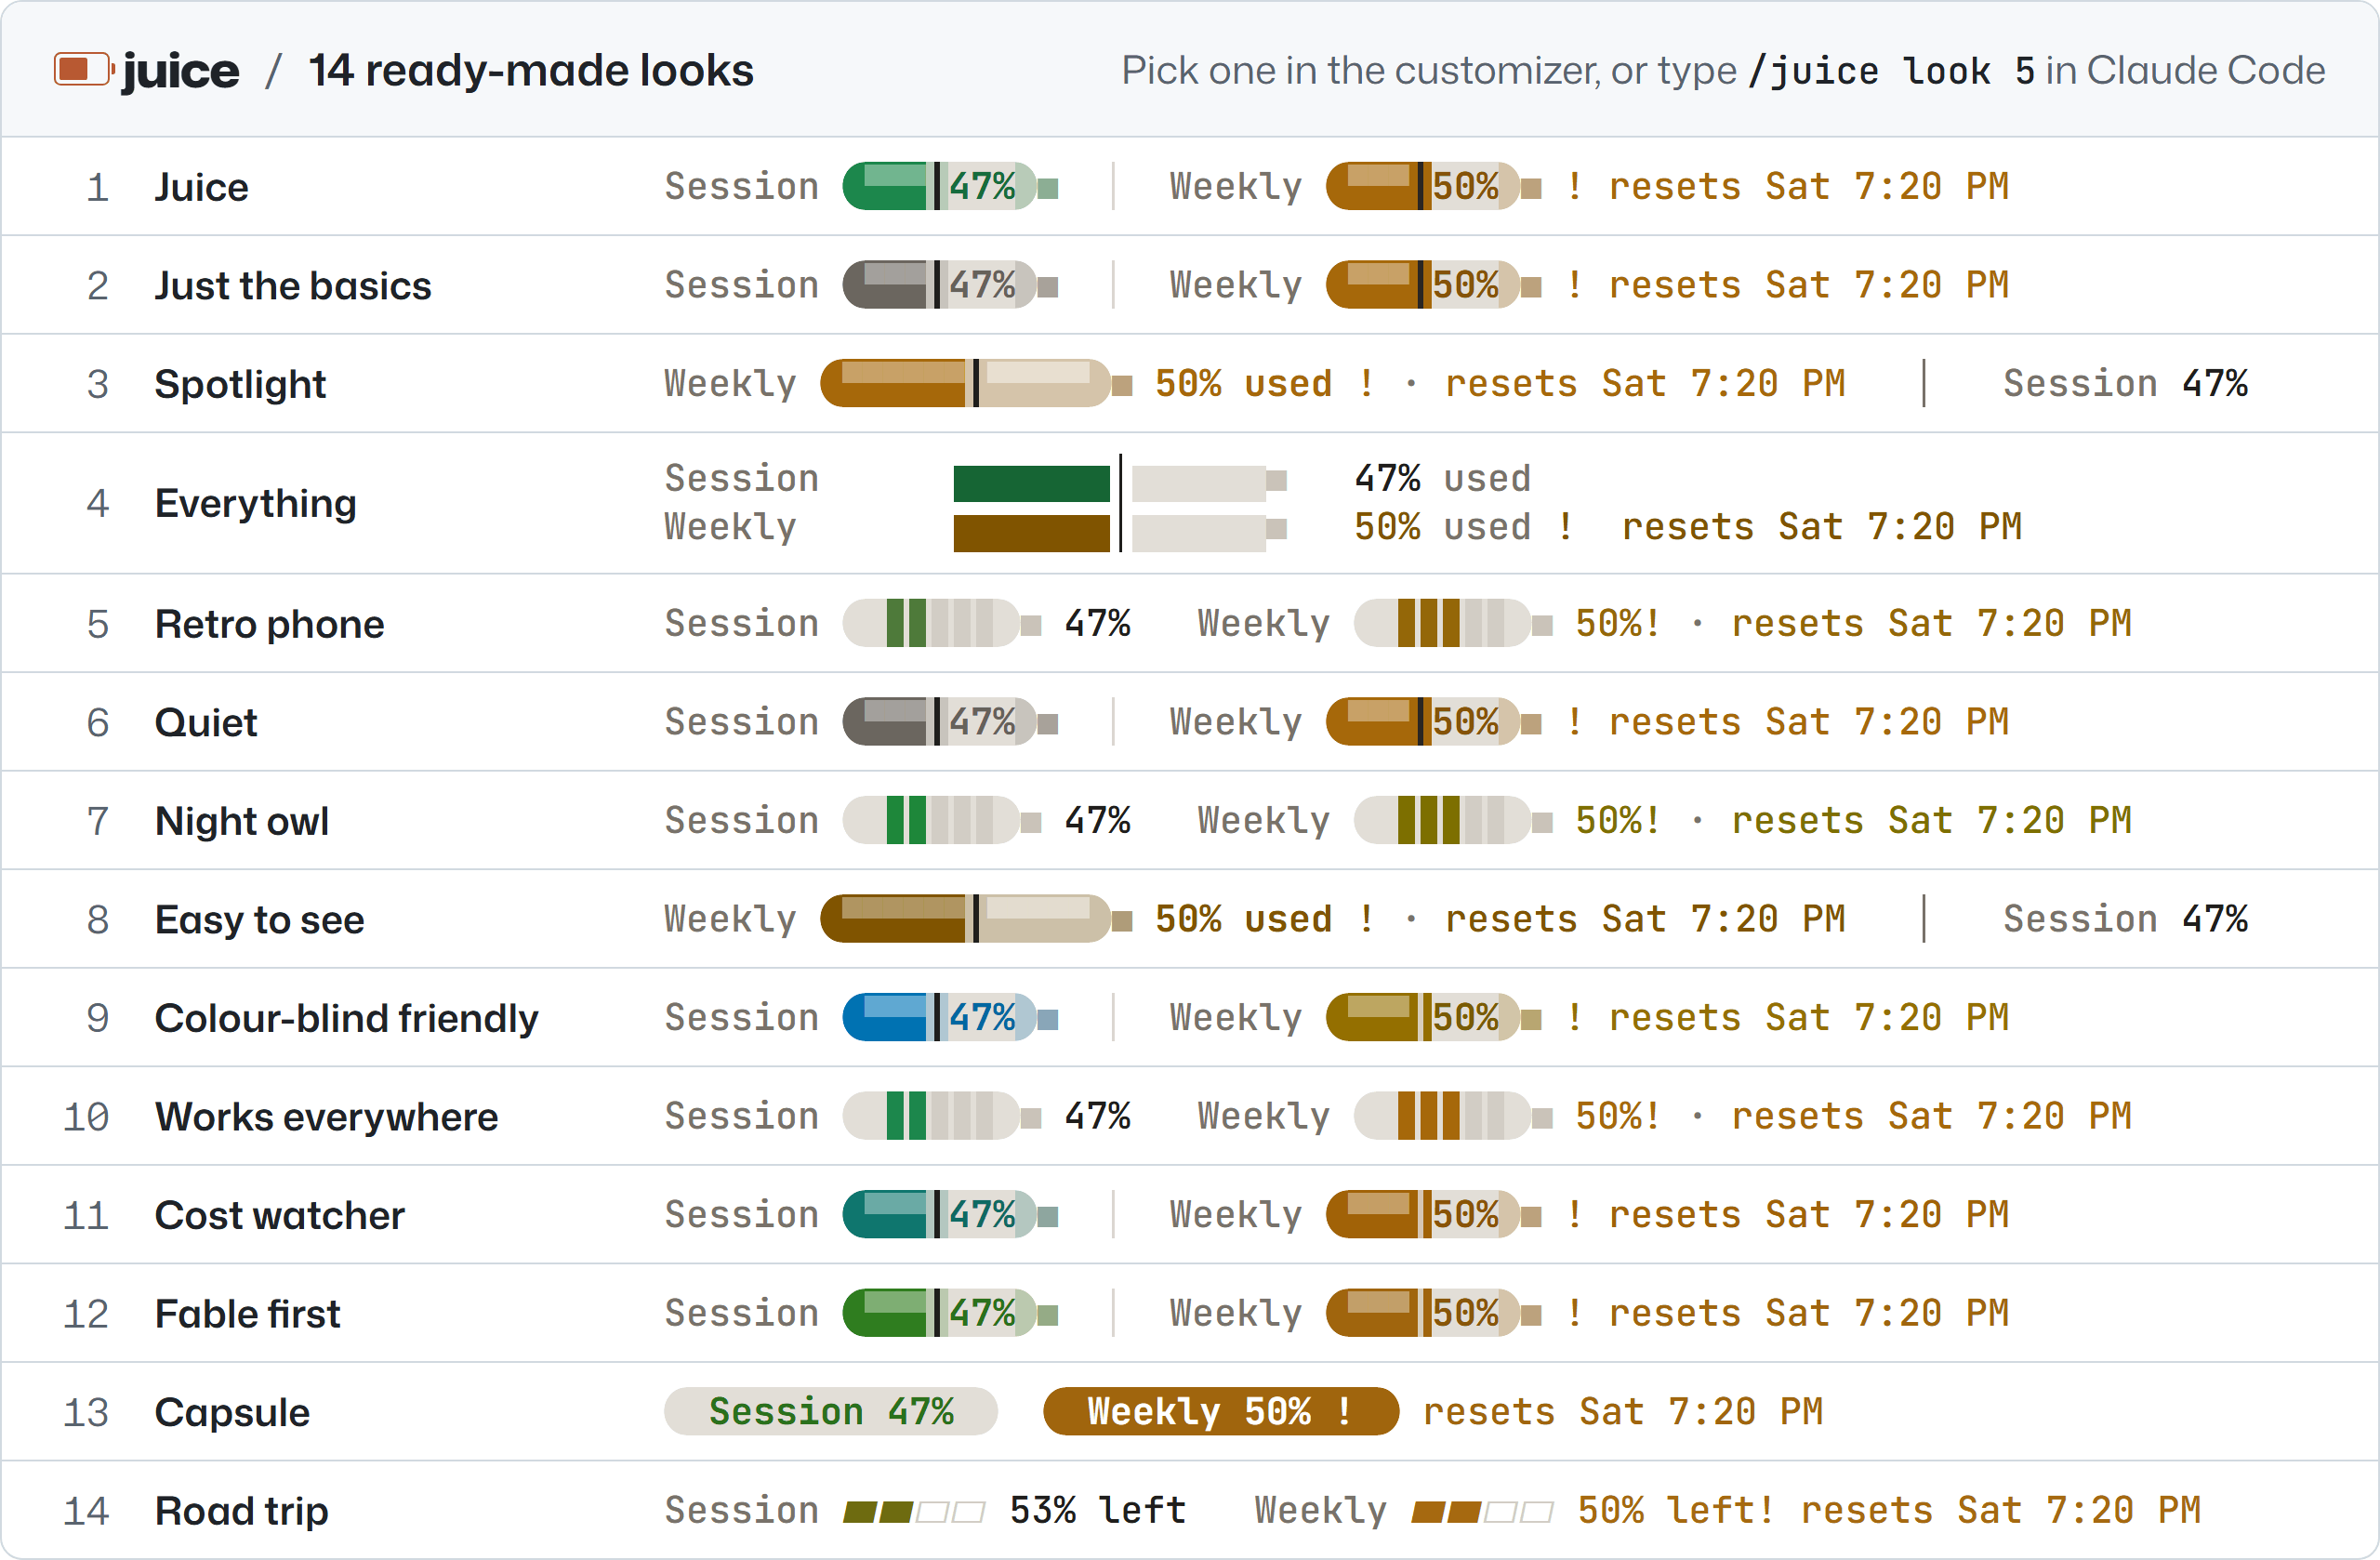 juice / 14 ready-made looks Pick one in the customizer, or type /juice look 5 in Claude Code
1 Juice Session 47% Weekly 50% ! resets Sat 7:20 PM
2 Just the basics Session 47% Weekly 50% ! resets Sat 7:20 PM
3 Spotlight Weekly 50% used ! · resets Sat 7:20 PM Session 47%
4 Everything Session 47% used
Weekly 50% used ! resets Sat 7:20 PM
5 Retro phone Session 47% Weekly 50%! · resets Sat 7:20 PM
6 Quiet Session 47% Weekly 50% ! resets Sat 7:20 PM
7 Night owl Session 47% Weekly 50%! · resets Sat 7:20 PM
8 Easy to see Weekly 50% used ! · resets Sat 7:20 PM Session 47%
9 Colour-blind friendly Session 47% Weekly 50% ! resets Sat 7:20 PM
10 Works everywhere Session 47% Weekly 50%! · resets Sat 7:20 PM
11 Cost watcher Session 47% Weekly 50% ! resets Sat 7:20 PM
12 Fable first Session 47% Weekly 50% ! resets Sat 7:20 PM
13 Capsule Session 47% Weekly 50% ! resets Sat 7:20 PM
14 Road trip Session 53% left Weekly 50% left! resets Sat 7:20 PM